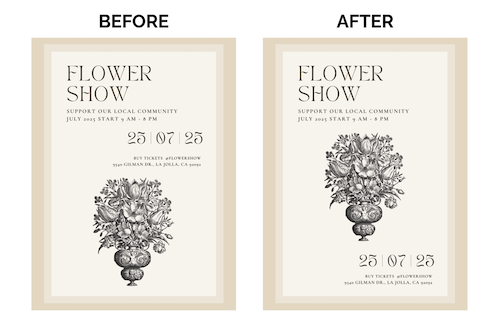 BEFORE
FLOWER
SHOW
SUPPORT OUR LOCAL COMMUNITY
JULY 2025 START 9 AM - 8 PM
25 | 07 | 25
BUY TICKETS @FLOWERSHOW
9540 GILMAN DR., LA JOLLA, CA 92092
AFTER
FLOWER
SHOW
SUPPORT OUR LOCAL COMMUNITY
JULY 2025 START 9 AM - 8 PM
25 | 07 | 25
BUY TICKETS @FLOWERSHOW
9540 GILMAN DR., LA JOLLA, CA 92092